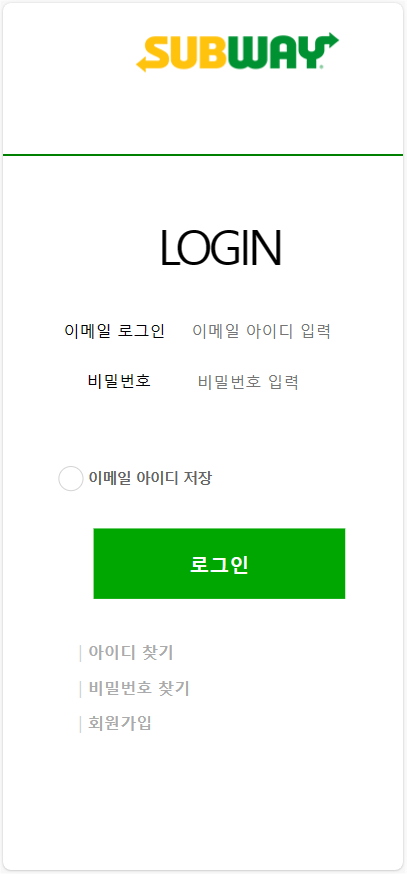 SUBWAY
LOGIN
이메일 로그인 이메일 아이디 입력
비밀번호 비밀번호 입력
이메일 아이디 저장
로그인
| 아이디 찾기
| 비밀번호 찾기
| 회원가입